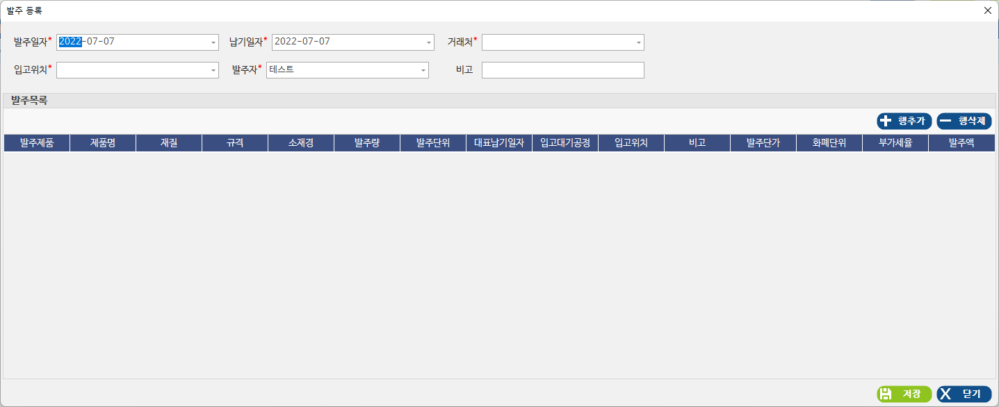 발주 등록
발주일자* 2022-07-07 납기일자* 2022-07-07 거래처*
입고위치* 발주자* 테스트 비고
발주목록
행추가 행삭제
발주제품 제품명 재질 규격 소재경 발주량 발주단위 대표납기일자 입고대기공정 입고위치 비고 발주단가 화폐단위 부가세율 발주액
저장 닫기